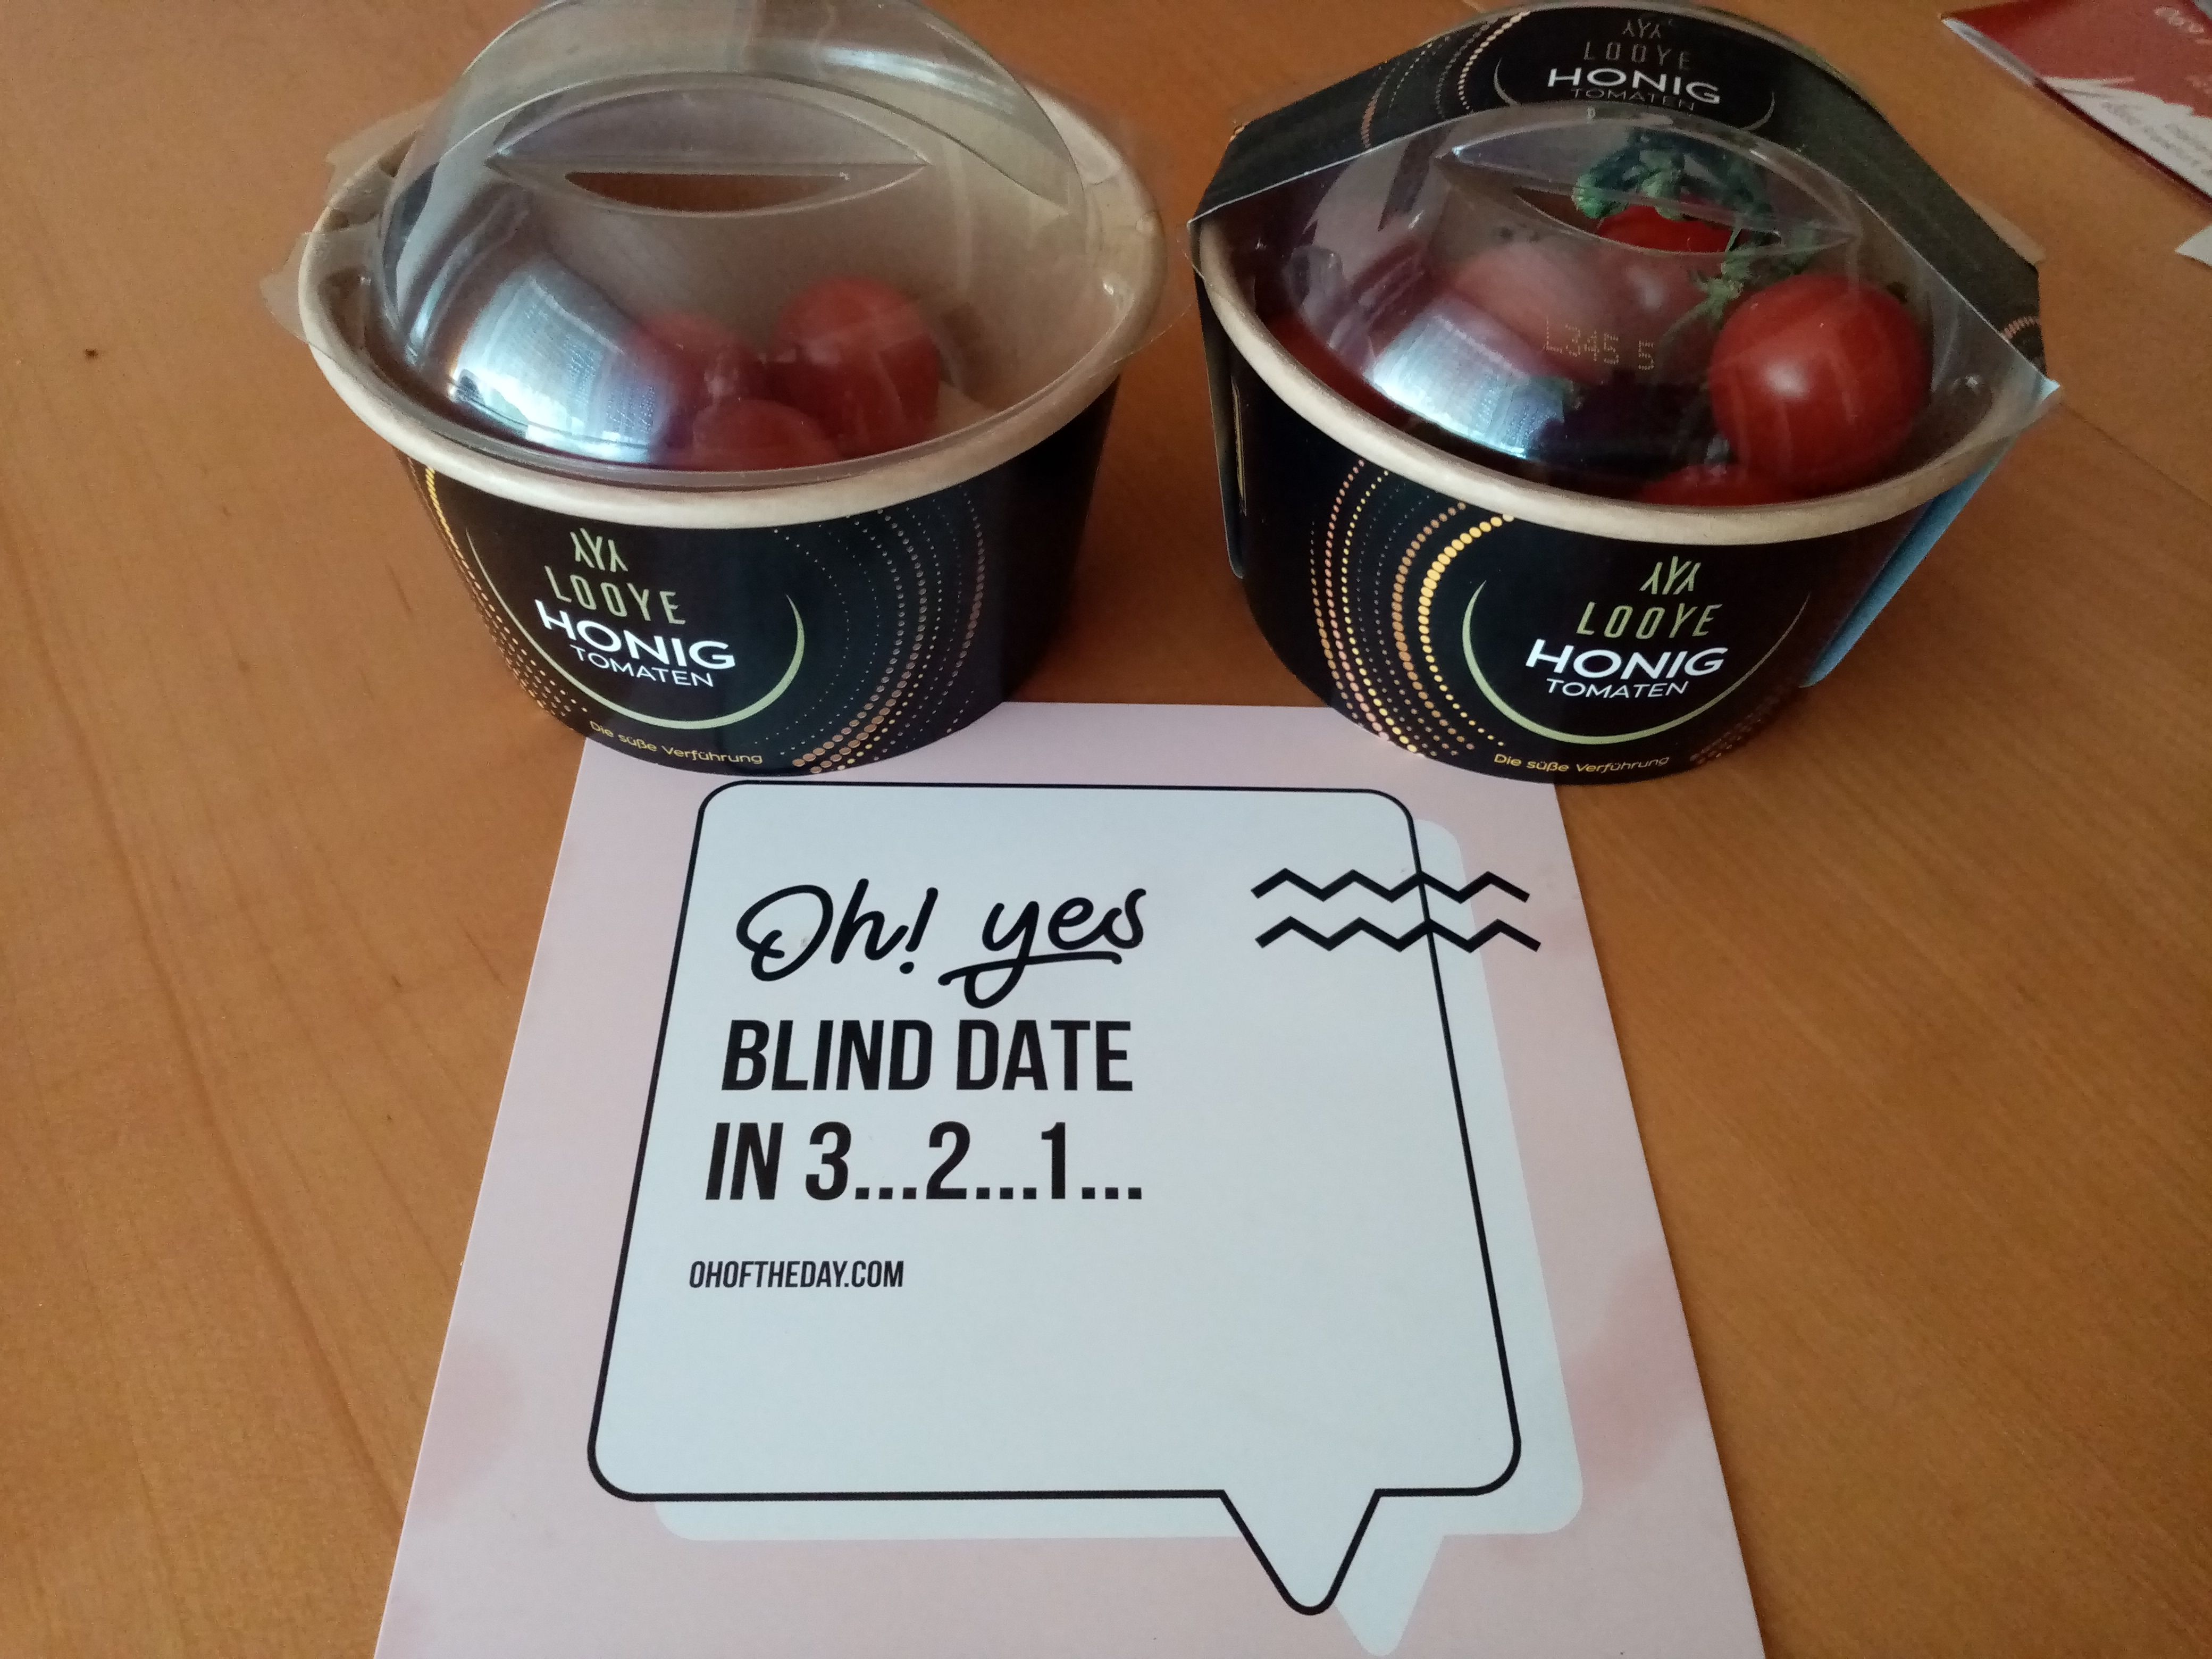 LOOYE
HONIG
TOMATEN
L345 5
LOOYE
HONIG
TOMATEN
Die süße Verführung
LOOYE
HONIG
TOMATEN
Die süße Verführung
Oh! yes
BLIND DATE
IN 3...2...1...
OHOFTHEDAY.COM